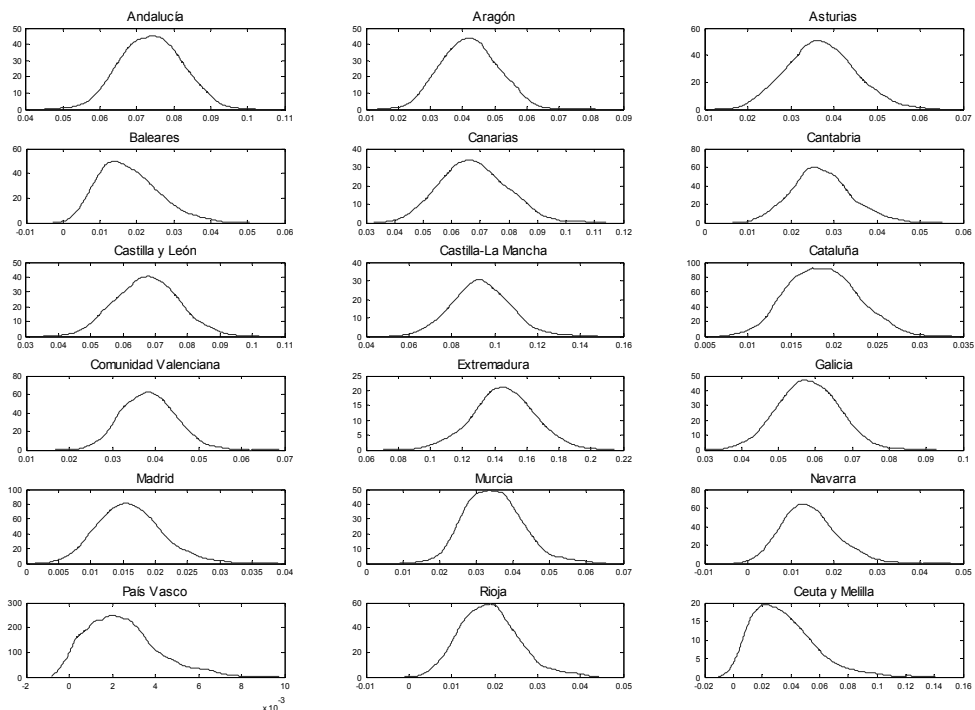 Andalucía
50
40
30
20
10
0
0.04 0.05 0.06 0.07 0.08 0.09 0.1 0.11
Aragón
50
40
30
20
10
0
0.01 0.02 0.03 0.04 0.05 0.06 0.07 0.08 0.09
Asturias
60
40
20
0
0.01 0.02 0.03 0.04 0.05 0.06 0.07
Baleares
60
40
20
0
-0.01 0 0.01 0.02 0.03 0.04 0.05 0.06
Canarias
40
30
20
10
0
0.03 0.04 0.05 0.06 0.07 0.08 0.09 0.1 0.11 0.12
Cantabria
80
60
40
20
0
0 0.01 0.02 0.03 0.04 0.05 0.06
Castilla y León
50
40
30
20
10
0
0.03 0.04 0.05 0.06 0.07 0.08 0.09 0.1 0.11
Castilla-La Mancha
40
30
20
10
0
0.04 0.06 0.08 0.1 0.12 0.14 0.16
Cataluña
100
80
60
40
20
0
0.005 0.01 0.015 0.02 0.025 0.03 0.035
Comunidad Valenciana
80
60
40
20
0
0.01 0.02 0.03 0.04 0.05 0.06 0.07
Extremadura
25
20
15
10
5
0
0.06 0.08 0.1 0.12 0.14 0.16 0.18 0.2 0.22
Galicia
50
40
30
20
10
0
0.03 0.04 0.05 0.06 0.07 0.08 0.09 0.1
Madrid
100
80
60
40
20
0
0 0.005 0.01 0.015 0.02 0.025 0.03 0.035 0.04
Murcia
50
40
30
20
10
0
0 0.01 0.02 0.03 0.04 0.05 0.06 0.07
Navarra
80
60
40
20
0
-0.01 0 0.01 0.02 0.03 0.04 0.05
País Vasco
300
200
100
0
-2 0 2 4 6 8 10
x 10
-3
Rioja
60
40
20
0
-0.01 0 0.01 0.02 0.03 0.04 0.05
Ceuta y Melilla
20
15
10
5
0
-0.02 0 0.02 0.04 0.06 0.08 0.1 0.12 0.14 0.16